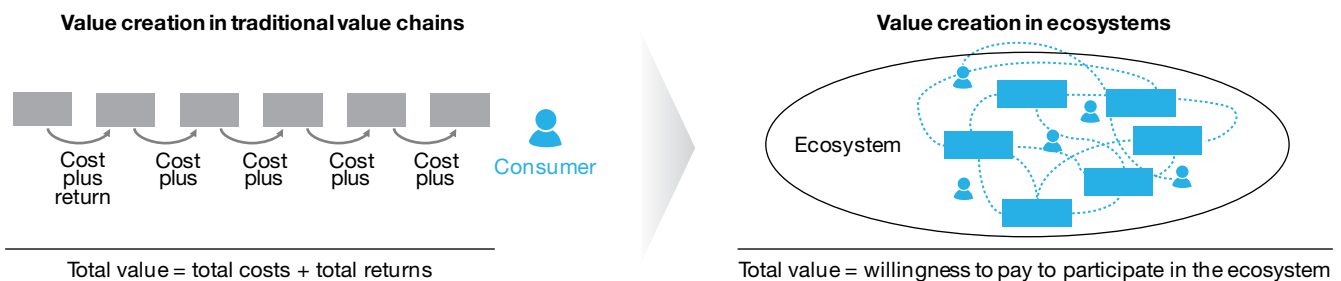 Value creation in traditional value chains
Cost
plus
return
Cost
plus
Cost
plus
Cost
plus
Cost
plus
Consumer
Total value = total costs + total returns
Value creation in ecosystems
Ecosystem
Total value = willingness to pay to participate in the ecosystem